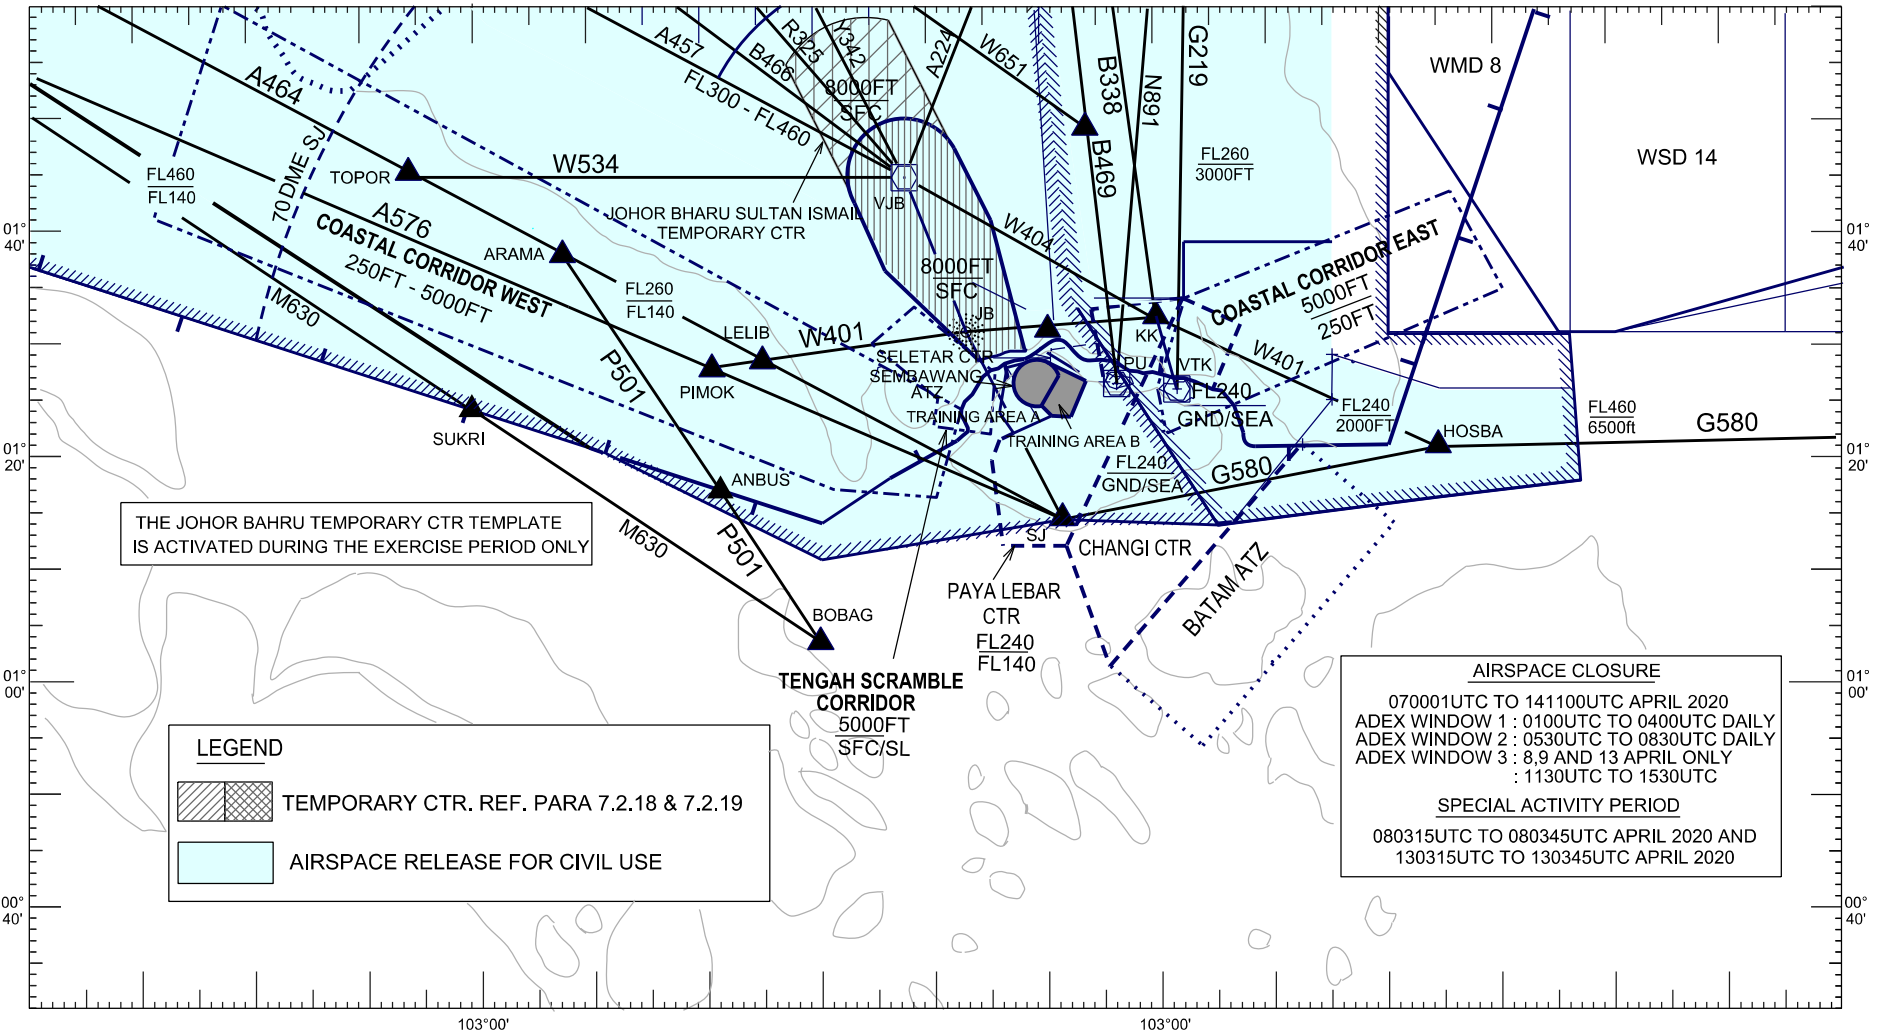 A464
A457
FL300 - FL460
B466
R325
Y342
A224
W651
B338
N891
G219
WMD 8
WSD 14
8000FT
SFC
B469
FL260
3000FT
FL460
FL140
70 DME SJ
TOPOR
W534
VJB
JOHOR BHARU SULTAN ISMAIL
TEMPORARY CTR
01°
40'
01°
40'
A576
COASTAL CORRIDOR WEST
250FT - 5000FT
ARAMA
W404
COASTAL CORRIDOR EAST
5000FT
250FT
8000FT
SFC
FL260
FL140
M630
JB
LELIB
W401
KK
P501
SELETAR CTR
SEMBAWANG
ATZ
PU
VTK
W401
PIMOK
FL240
GND/SEA
FL240
2000FT
FL460
6500ft
G580
TRAINING AREA A
TRAINING AREA B
HOSBA
SUKRI
01°
20'
01°
20'
FL240
GND/SEA
G580
ANBUS
THE JOHOR BAHRU TEMPORARY CTR TEMPLATE
IS ACTIVATED DURING THE EXERCISE PERIOD ONLY
M630
P501
SJ
CHANGI CTR
BATAM ATZ
PAYA LEBAR
CTR
FL240
FL140
BOBAG
TENGAH SCRAMBLE
CORRIDOR
5000FT
SFC/SL
01°
00'
01°
00'
AIRSPACE CLOSURE
070001UTC TO 141100UTC APRIL 2020
ADEX WINDOW 1 : 0100UTC TO 0400UTC DAILY
ADEX WINDOW 2 : 0530UTC TO 0830UTC DAILY
ADEX WINDOW 3 : 8,9 AND 13 APRIL ONLY
: 1130UTC TO 1530UTC
SPECIAL ACTIVITY PERIOD
080315UTC TO 080345UTC APRIL 2020 AND
130315UTC TO 130345UTC APRIL 2020
LEGEND
TEMPORARY CTR. REF. PARA 7.2.18 & 7.2.19
AIRSPACE RELEASE FOR CIVIL USE
00°
40'
00°
40'
103°00'
103°00'